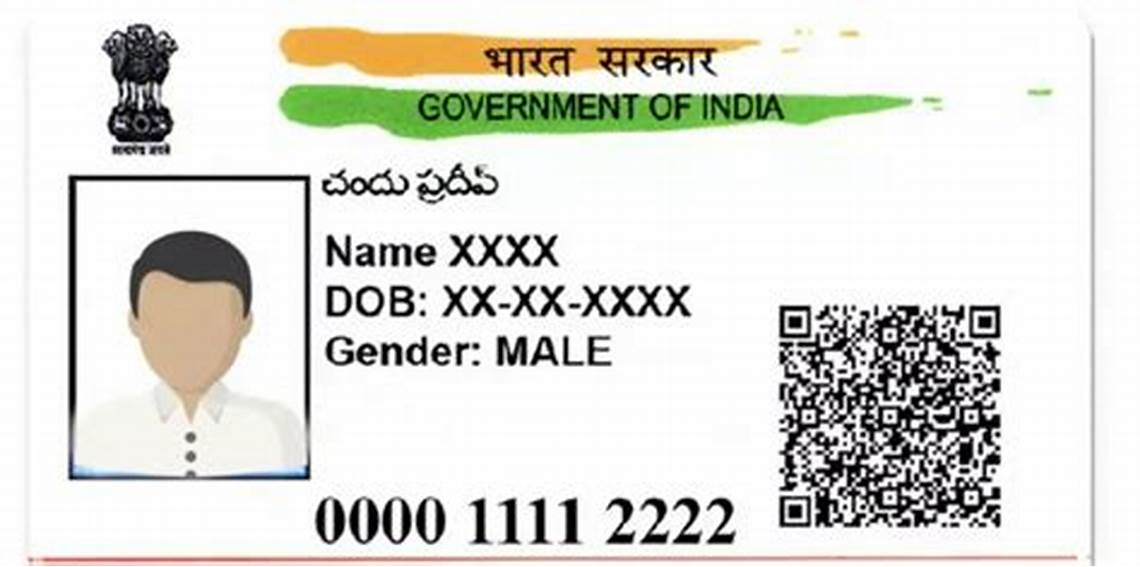 भारत सरकार
GOVERNMENT OF INDIA
सत्यमेव जयते
చందు ప్రదీప్
Name XXXX
DOB: XX-XX-XXXX
Gender: MALE
0000 1111 2222